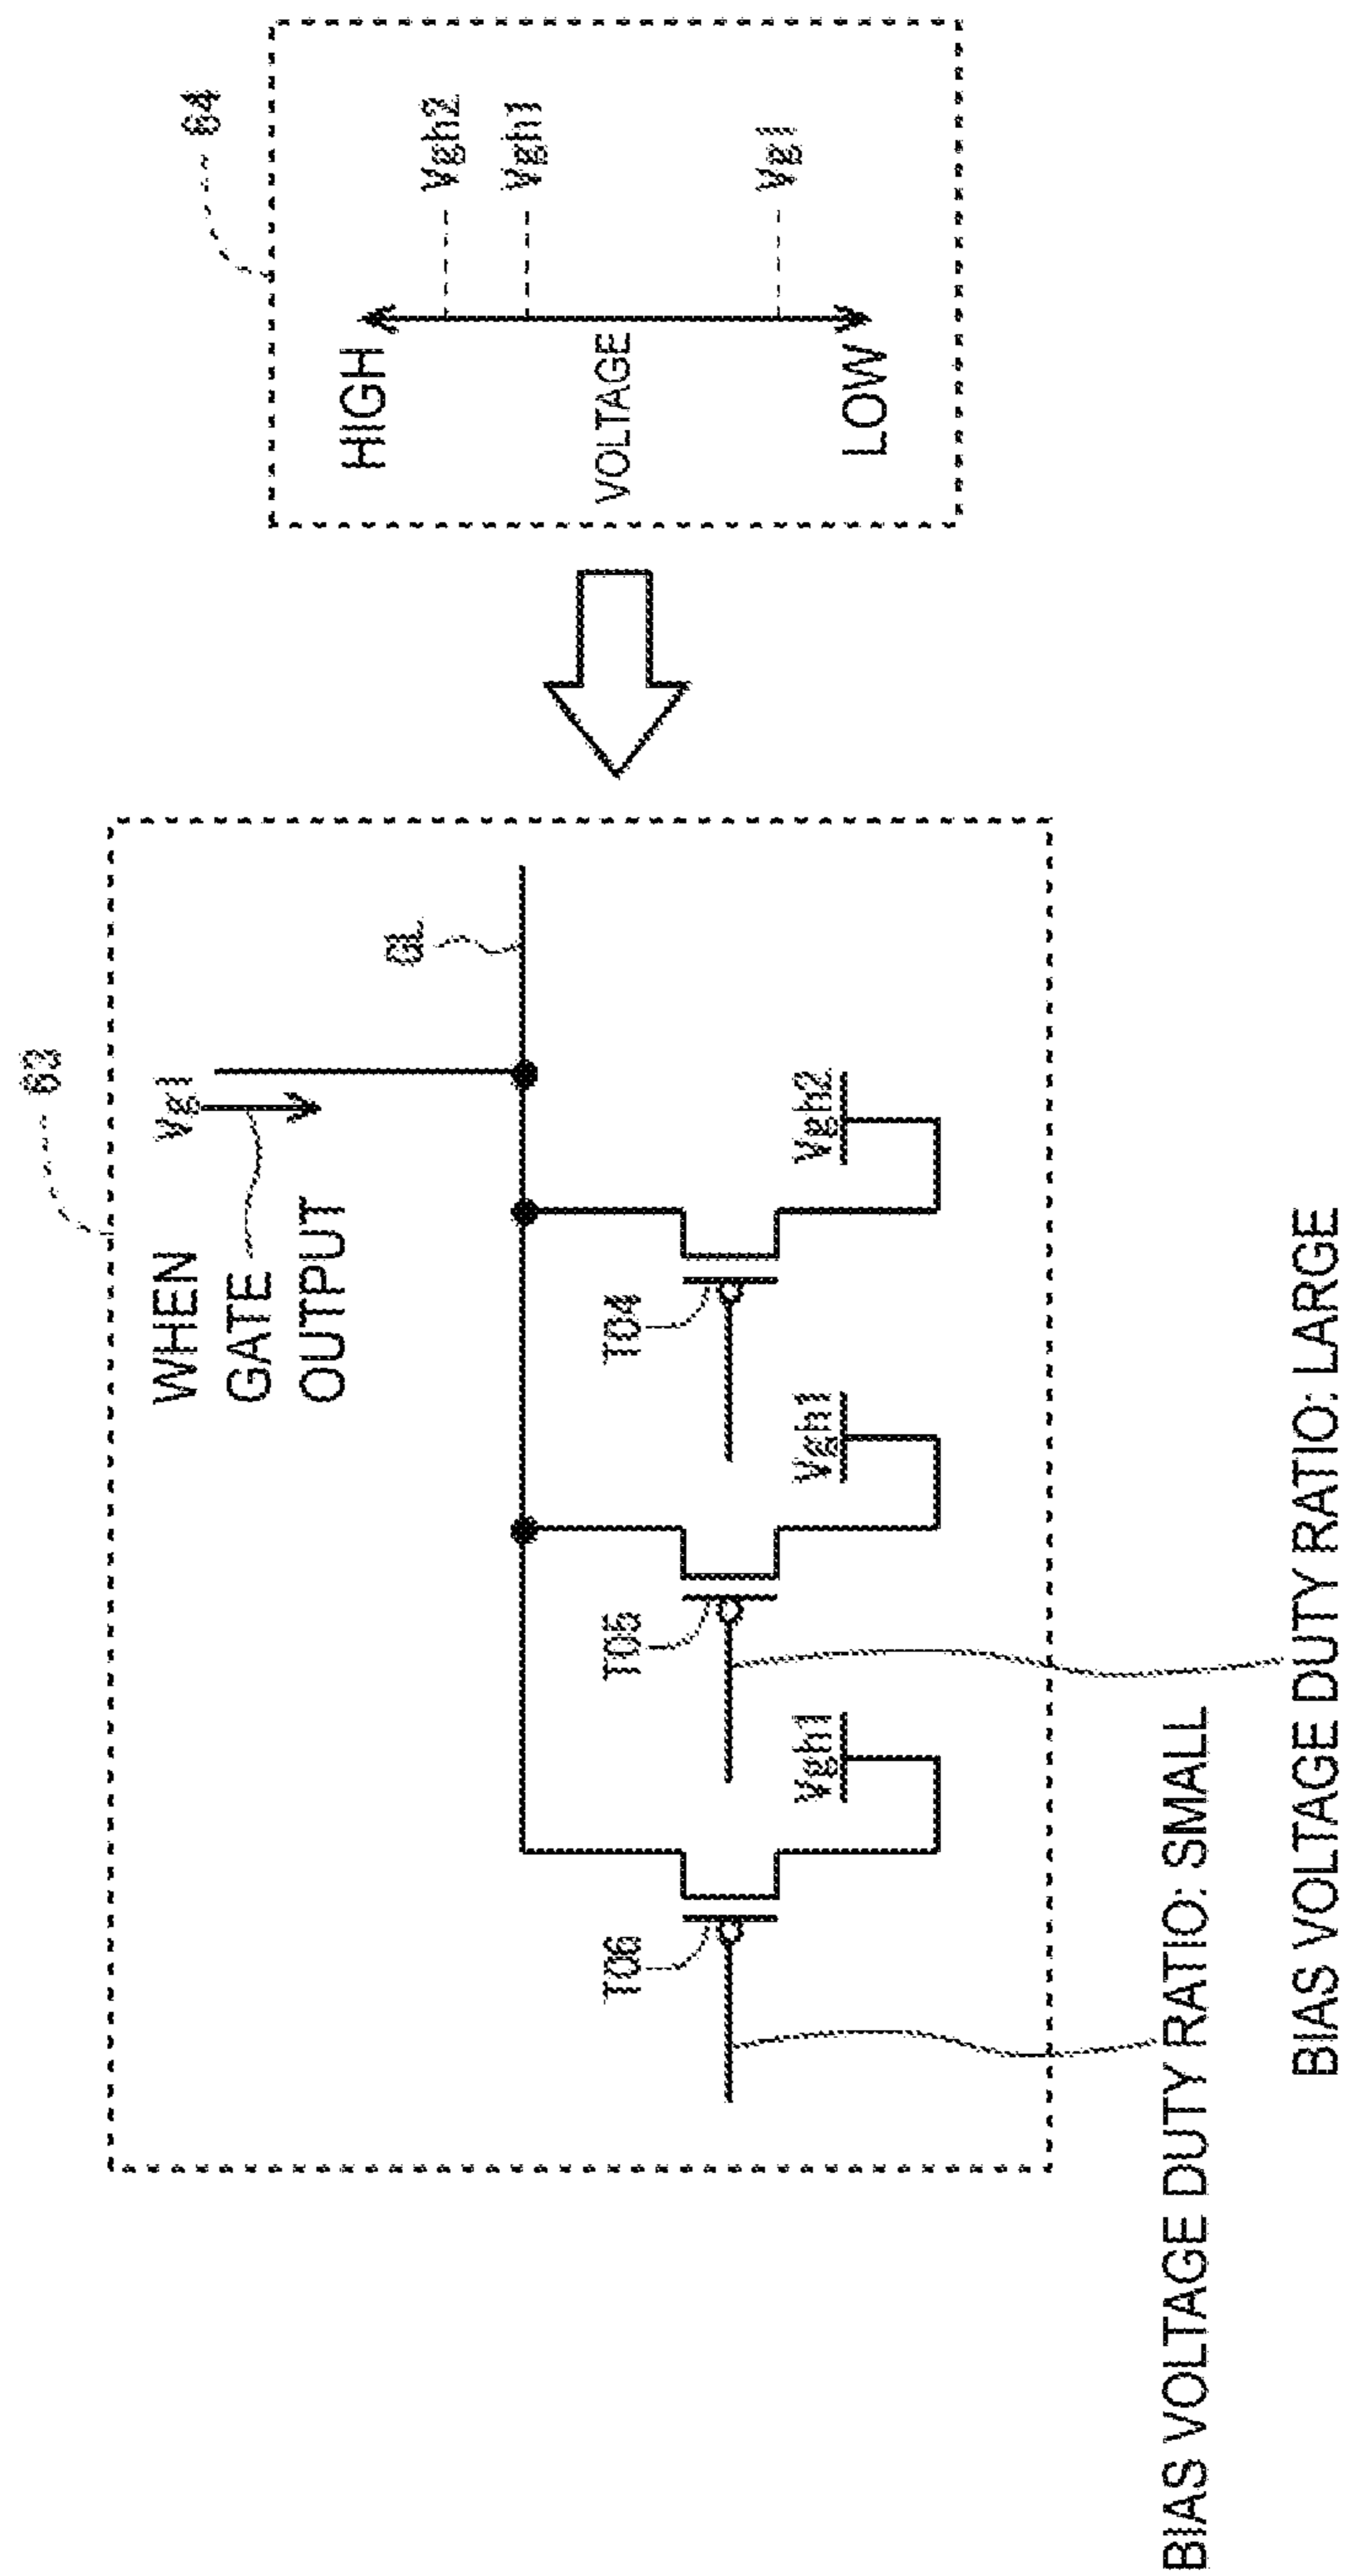 63
WHEN
GATE
OUTPUT
Vgl
GL
T06
T05
T04
Vgh1
Vgh1
Vgh2
BIAS VOLTAGE DUTY RATIO: SMALL
BIAS VOLTAGE DUTY RATIO: LARGE
64
HIGH
VOLTAGE
LOW
Vgh2
Vgh1
Vgl